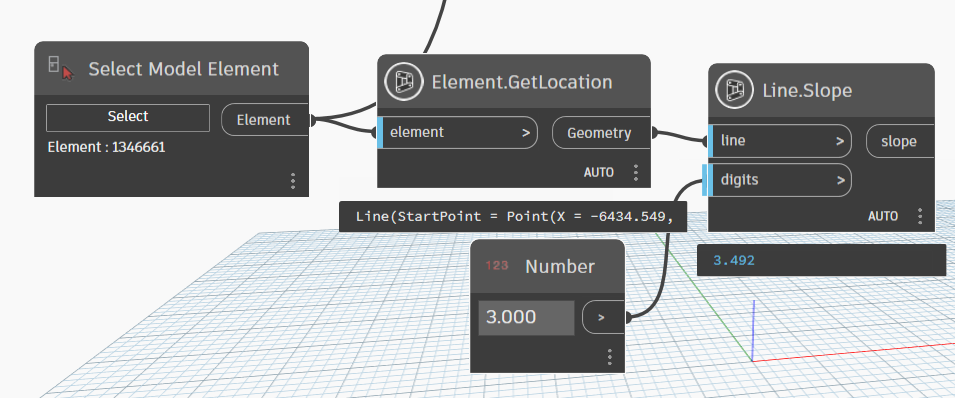 Select Model Element
Select
Element
Element : 1346661
Element.GetLocation
element >
Geometry
AUTO
Line(StartPoint = Point(X = -6434.549,
Line.Slope
line >
slope
digits >
AUTO
3.492
123 Number
3.000
>